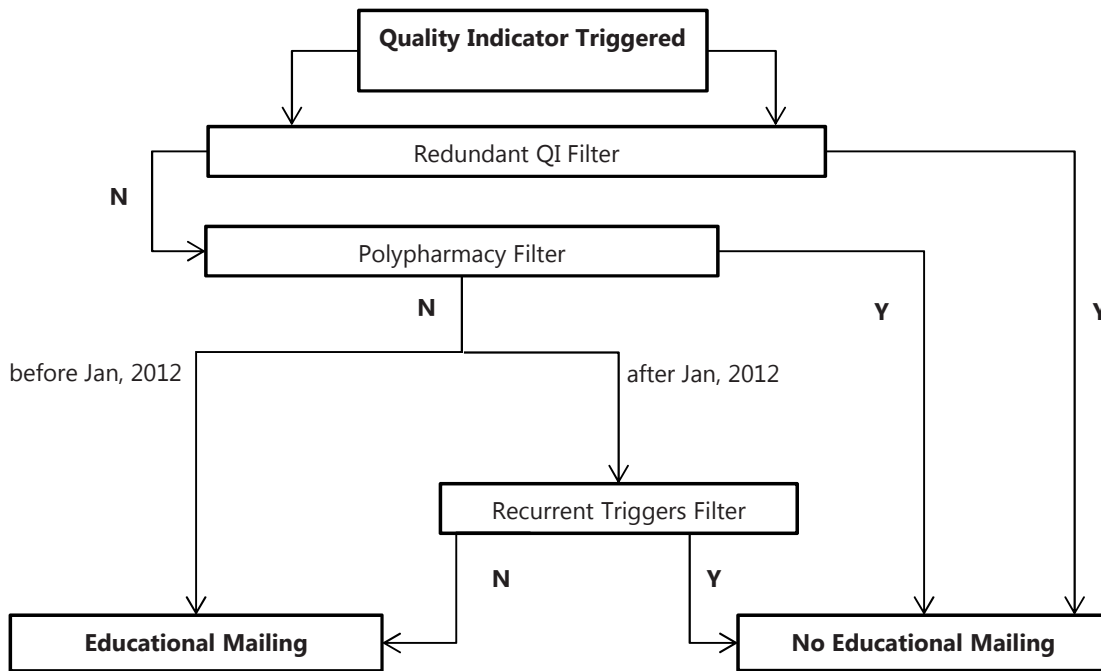 Quality Indicator Triggered
Redundant QI Filter
N
Polypharmacy Filter
N
Y
Y
before Jan, 2012
after Jan, 2012
Recurrent Triggers Filter
N
Y
Educational Mailing
No Educational Mailing